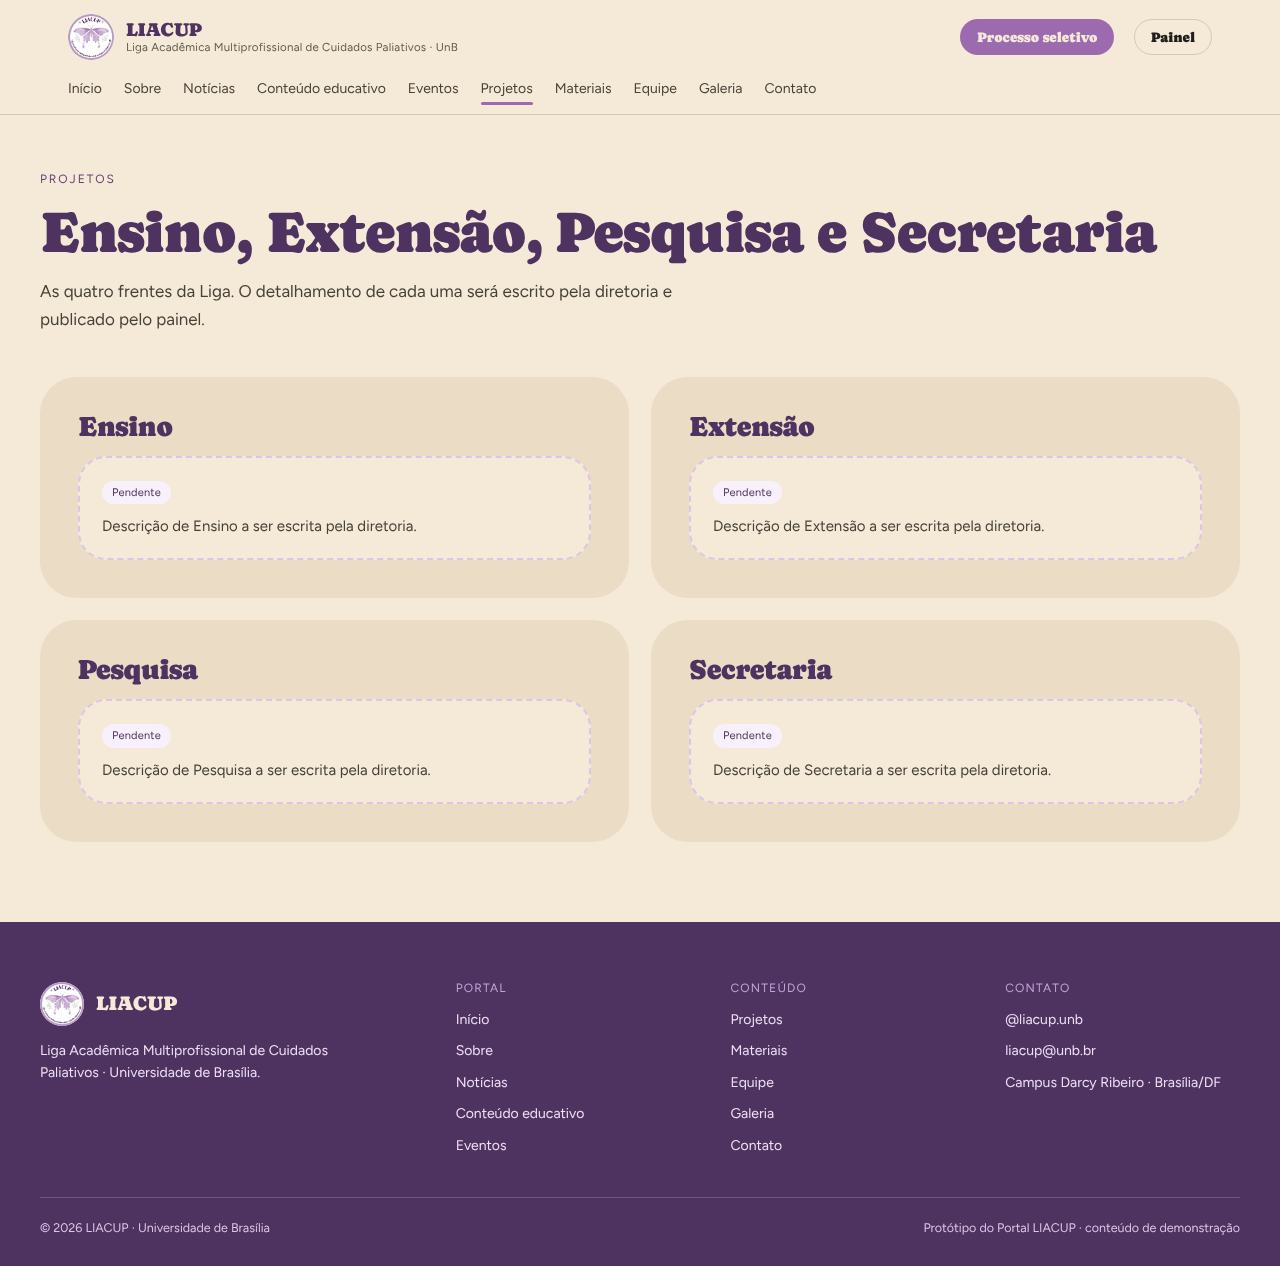 LIACUP
Liga Acadêmica Multiprofissional de Cuidados Paliativos · UnB
Processo seletivo
Painel
Início
Sobre
Notícias
Conteúdo educativo
Eventos
Projetos
Materiais
Equipe
Galeria
Contato
PROJETOS
Ensino, Extensão, Pesquisa e Secretaria
As quatro frentes da Liga. O detalhamento de cada uma será escrito pela diretoria e
publicado pelo painel.
Ensino
Pendente
Descrição de Ensino a ser escrita pela diretoria.
Extensão
Pendente
Descrição de Extensão a ser escrita pela diretoria.
Pesquisa
Pendente
Descrição de Pesquisa a ser escrita pela diretoria.
Secretaria
Pendente
Descrição de Secretaria a ser escrita pela diretoria.
LIACUP
Liga Acadêmica Multiprofissional de Cuidados
Paliativos · Universidade de Brasília.
PORTAL
Início
Sobre
Notícias
Conteúdo educativo
Eventos
CONTEÚDO
Projetos
Materiais
Equipe
Galeria
Contato
CONTATO
@liacup.unb
liacup@unb.br
Campus Darcy Ribeiro · Brasília/DF
© 2026 LIACUP · Universidade de Brasília
Protótipo do Portal LIACUP · conteúdo de demonstração